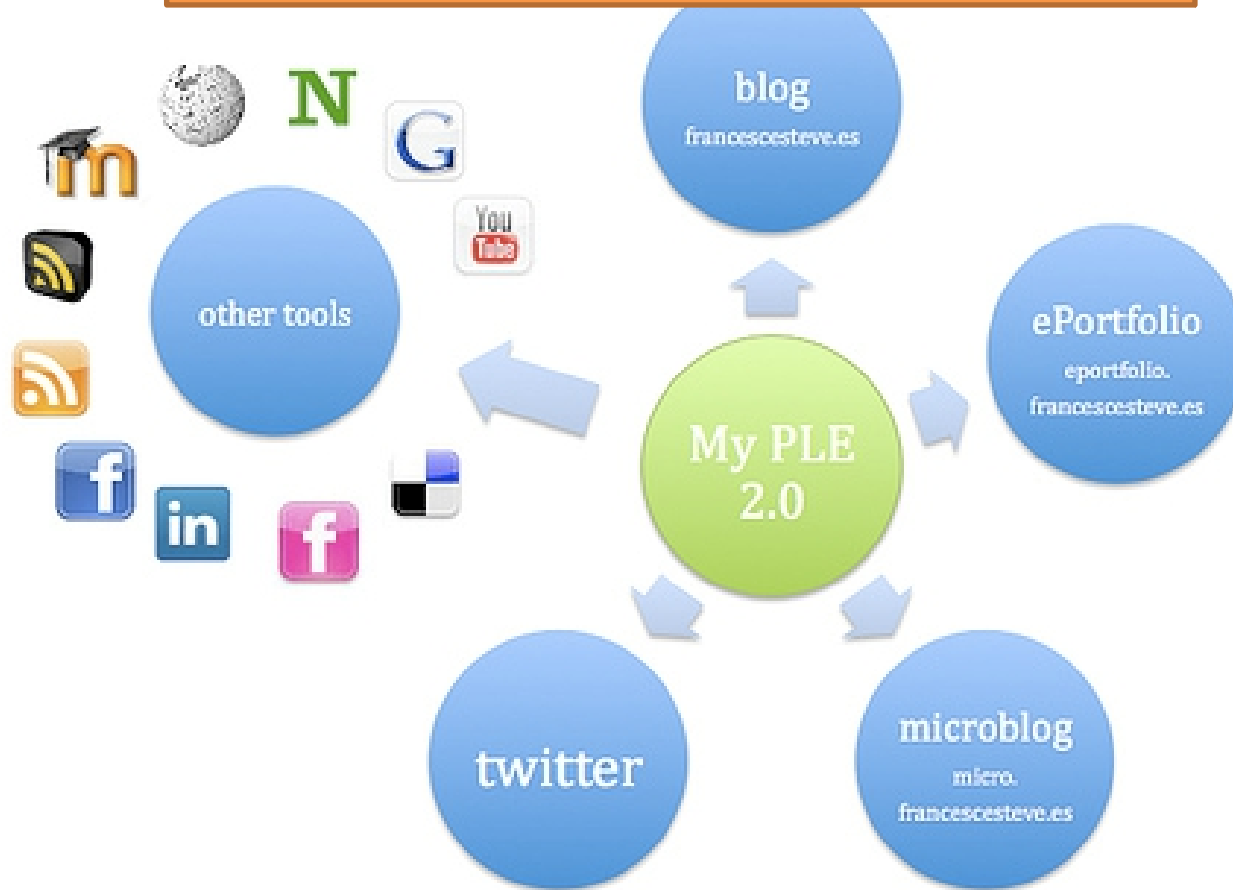 blog
francescesteve.es
N
G
You
Tube
m
other tools
ePortfolio
eportfolio.
francescesteve.es
My PLE
2.0
f
in
f
twitter
microblog
micro.
francescesteve.es